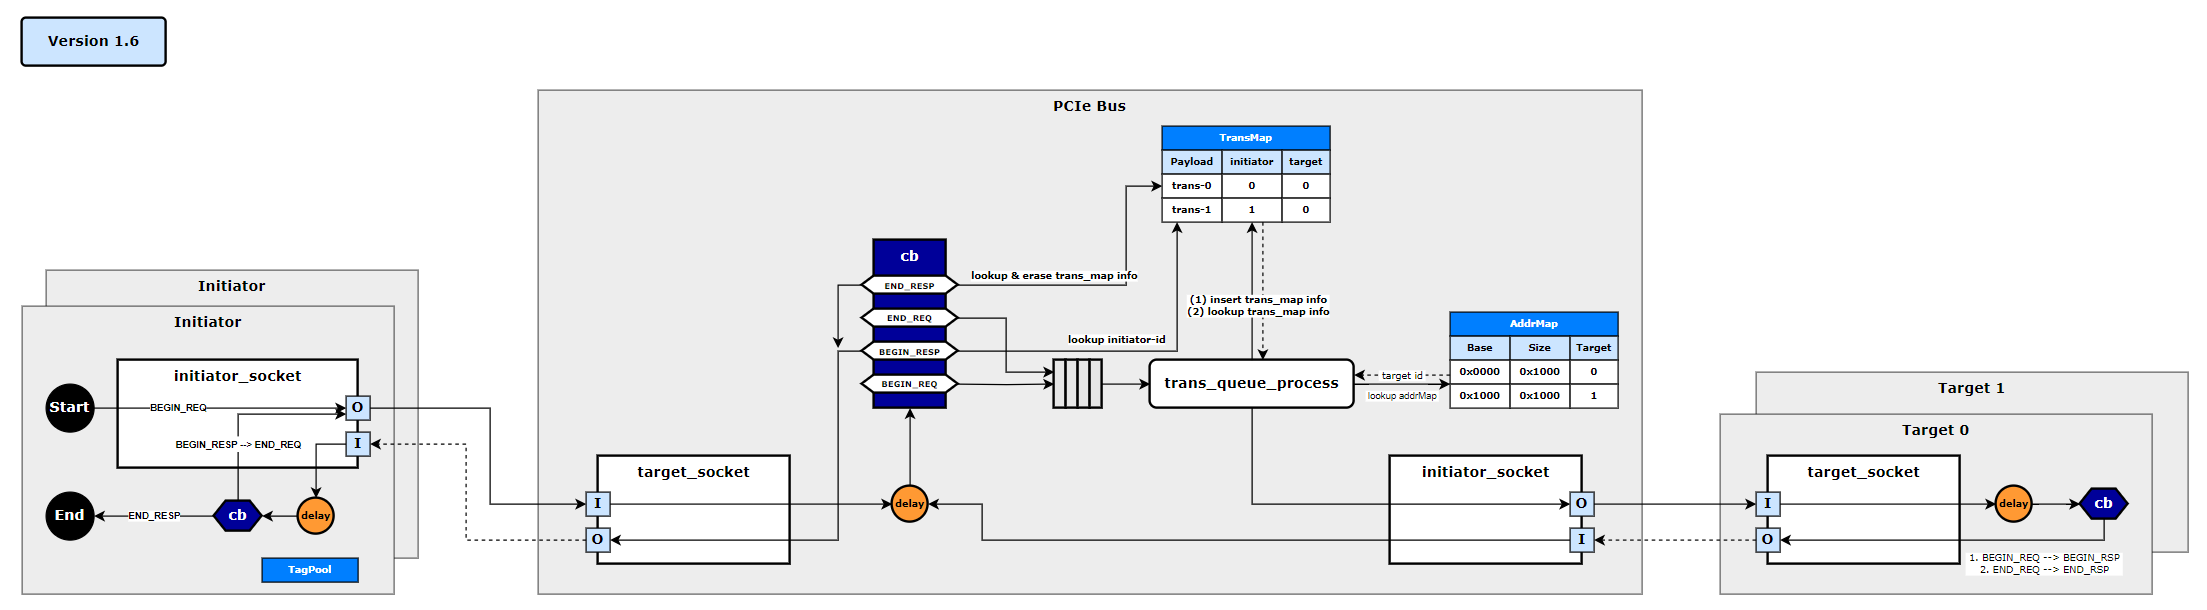 Version 1.6
PCIe Bus
TransMap
Payload initiator target
trans-0 0 0
trans-1 1 0
cb
END_RESP
END_REQ
BEGIN_RESP
BEGIN_REQ
lookup & erase trans_map info
(1) insert trans_map info
(2) lookup trans_map info
lookup initiator-id
trans_queue_process
target id
lookup addrMap
AddrMap
Base Size Target
0x0000 0x1000 0
0x1000 0x1000 1
target_socket
I
O
delay
initiator_socket
O
I
Initiator
Initiator
initiator_socket
Start
BEGIN_REQ
O
BEGIN_RESP --> END_REQ
I
End
END_RESP
cb
delay
TagPool
Target 1
Target 0
target_socket
I
O
delay
cb
1. BEGIN_REQ --> BEGIN_RSP
2. END_REQ --> END_RSP